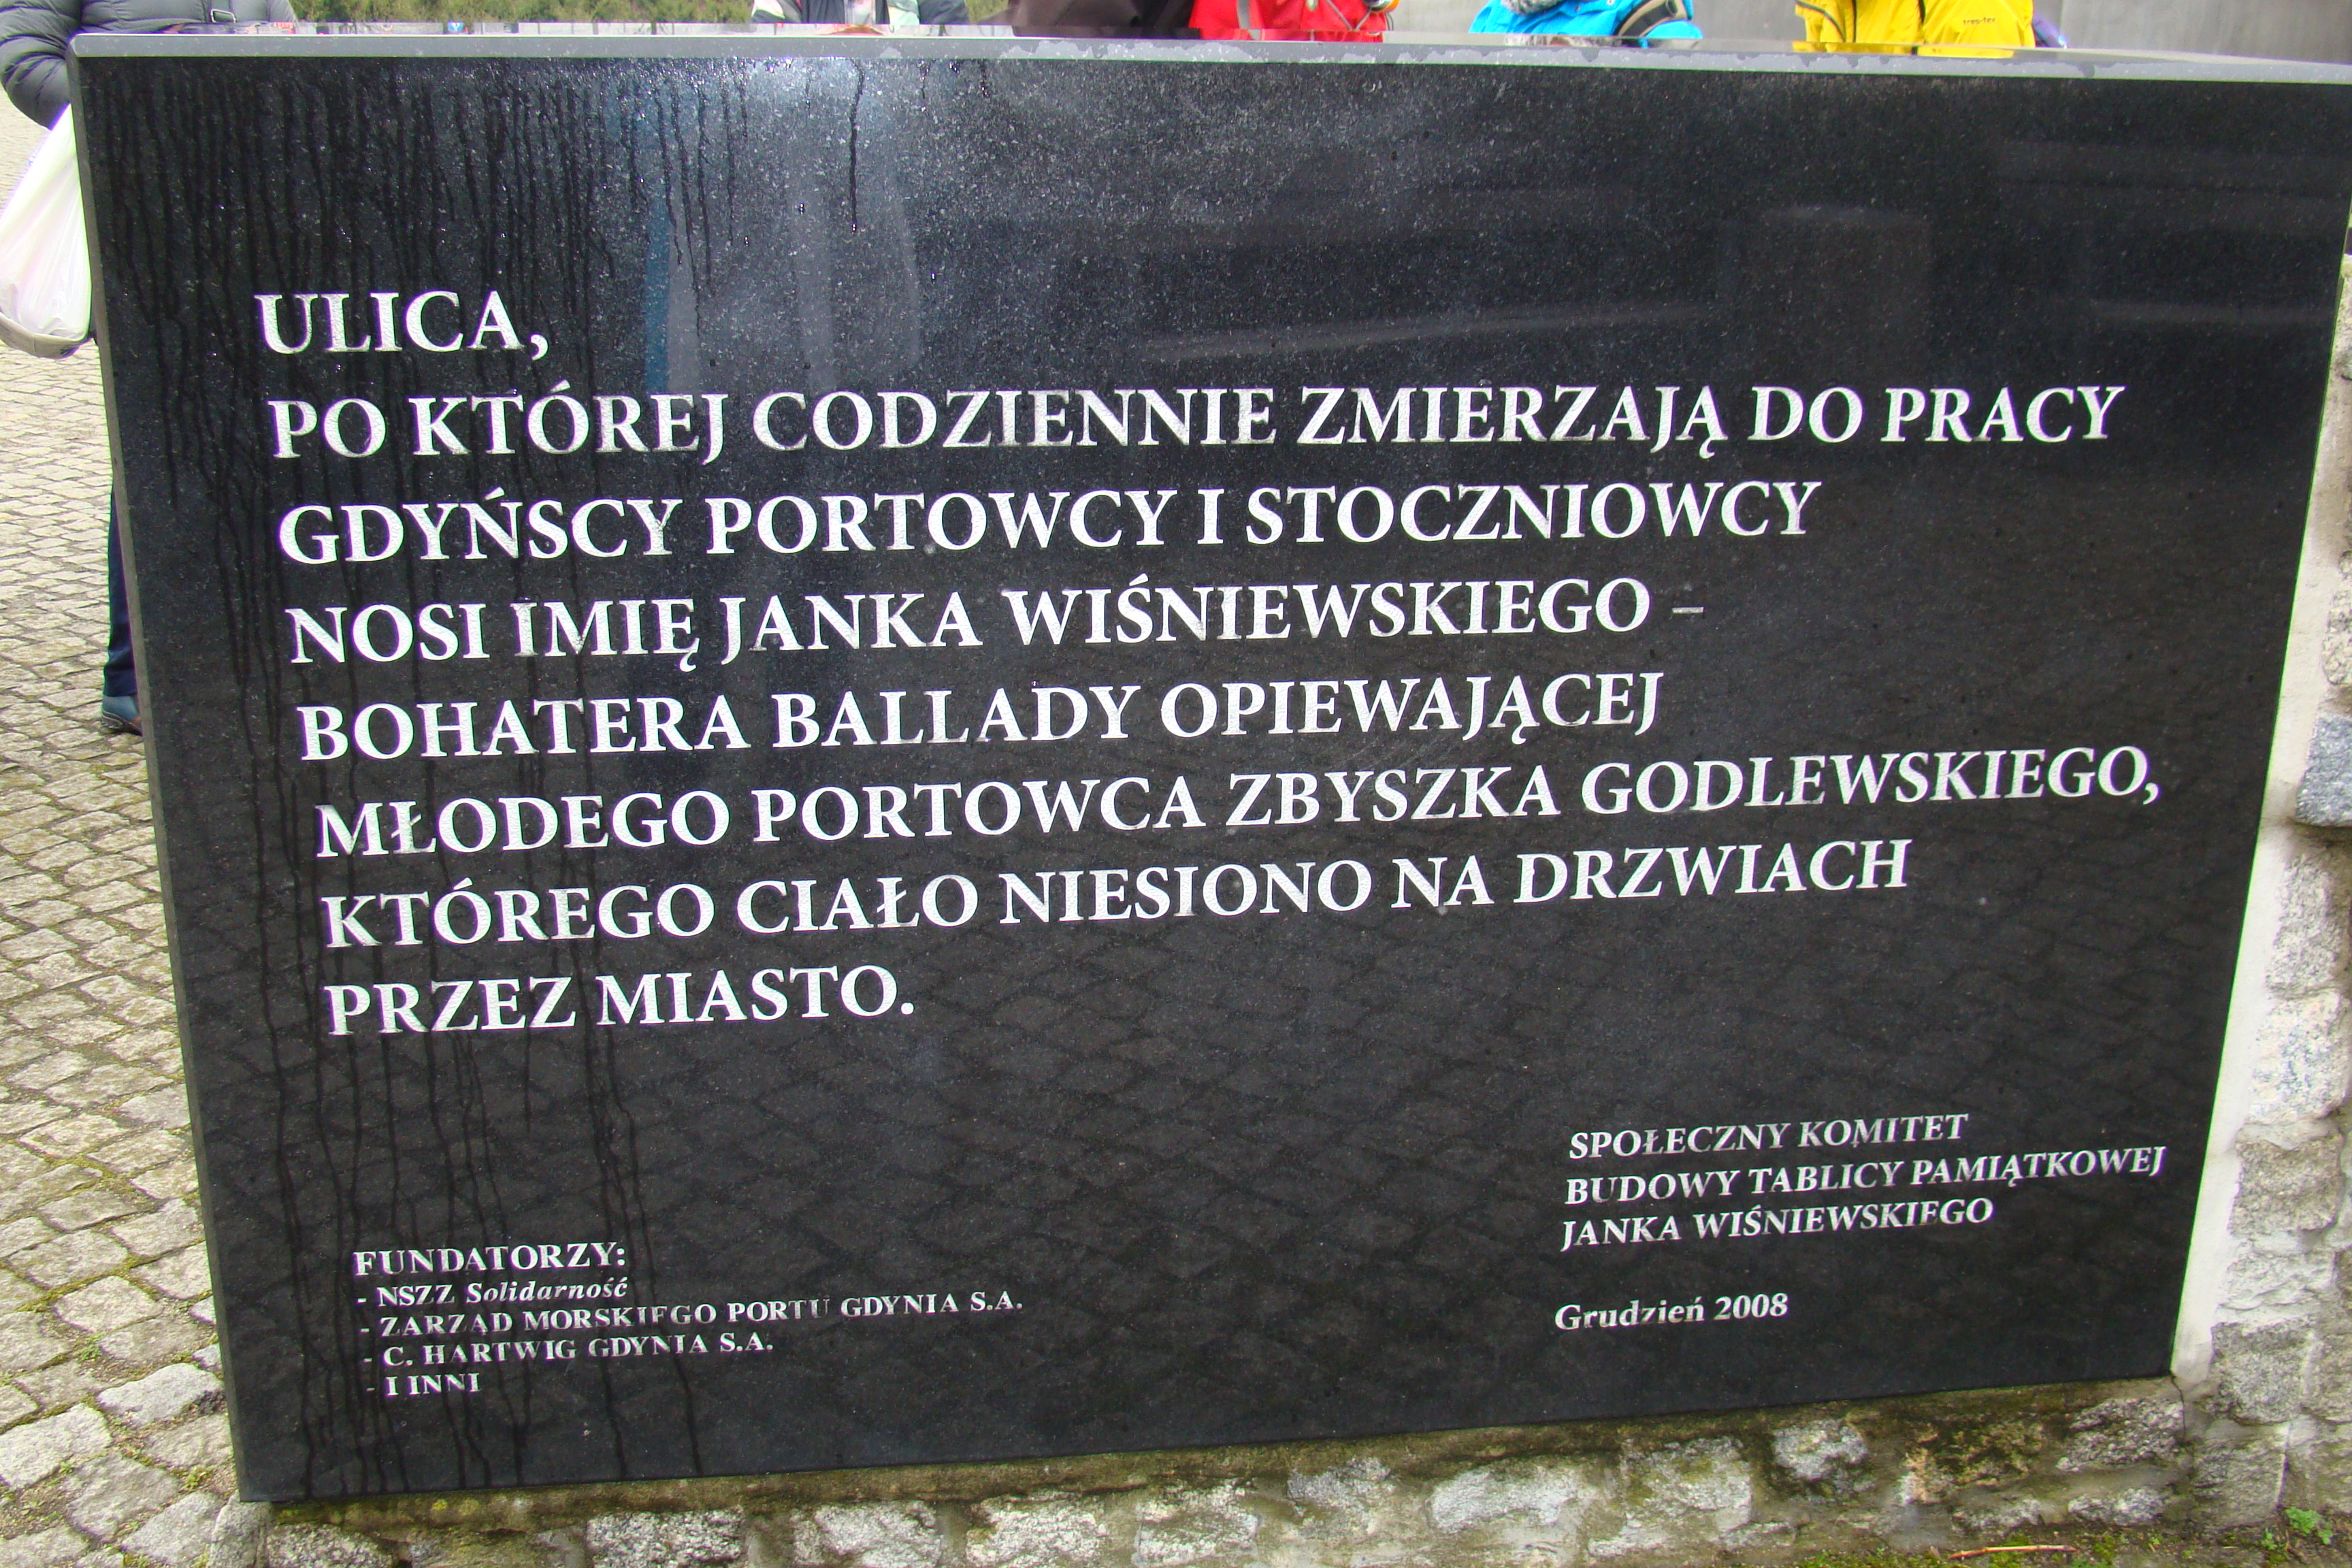 ULICA,
PO KTÓREJ CODZIENNIE ZMIERZAJĄ DO PRACY
GDYŃSCY PORTOWCY I STOCZNIOWCY
NOSI IMIĘ JANKA WIŚNIEWSKIEGO –
BOHATERA BALLADY OPIEWAJĄCEJ
MŁODEGO PORTOWCA ZBYSZKA GODLEWSKIEGO,
KTÓREGO CIAŁO NIESIONO NA DRZWIACH
PRZEZ MIASTO.
SPOŁECZNY KOMITET
BUDOWY TABLICY PAMIĄTKOWEJ
JANKA WIŚNIEWSKIEGO
Grudzień 2008
FUNDATORZY:
- NSZZ Solidarność
- ZARZĄD MORSKIEGO PORTU GDYNIA S.A.
- C. HARTWIG GDYNIA S.A.
- I INNI